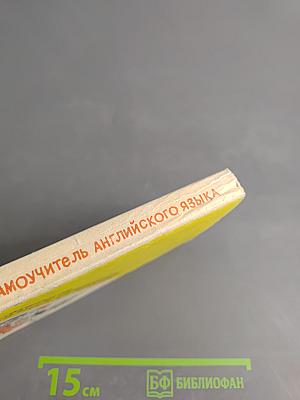 АМОУЧИТЕЛЬ АНГЛИЙСКОГО ЯЗЫКА
15 см
БФ БИБЛИОФАН